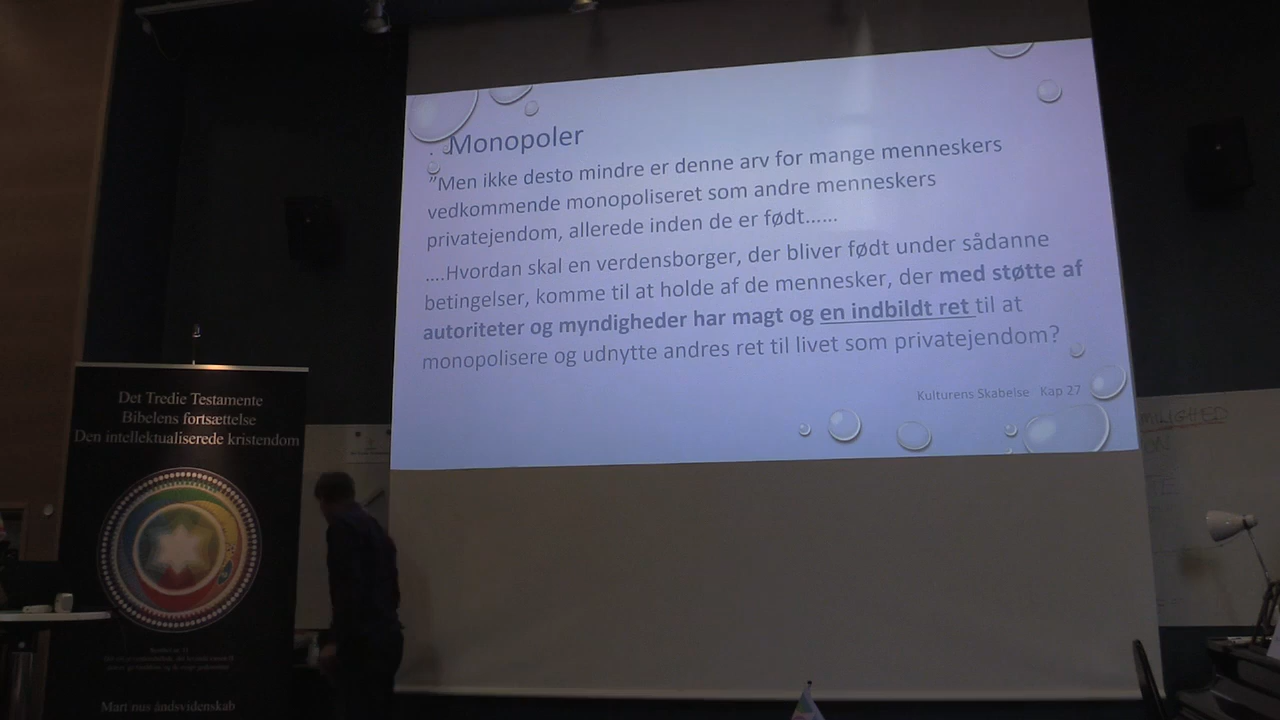 Monopoler
”Men ikke desto mindre er denne arv for mange menneskers
vedkommende monopoliseret som andre menneskers
privatejendom, allerede inden de er født......
....Hvordan skal en verdensborger, der bliver født under sådanne
betingelser, komme til at holde af de mennesker, der med støtte af
autoriteter og myndigheder har magt og en indbildt ret til at
monopolisere og udnytte andres ret til livet som privatejendom?
Kulturens Skabelse Kap 27
Det Tredie Testamente
Bibelens fortsættelse
Den intellektualiserede kristendom
Martinus åndsvidenskab
MILIGHED